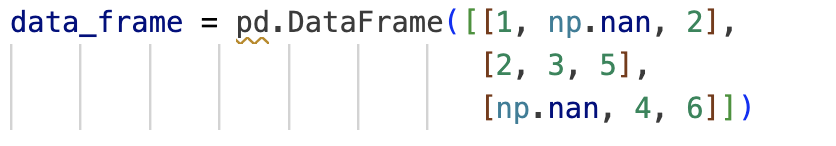 data_frame = pd.DataFrame([[1, np.nan, 2],
[2, 3, 5],
[np.nan, 4, 6]])